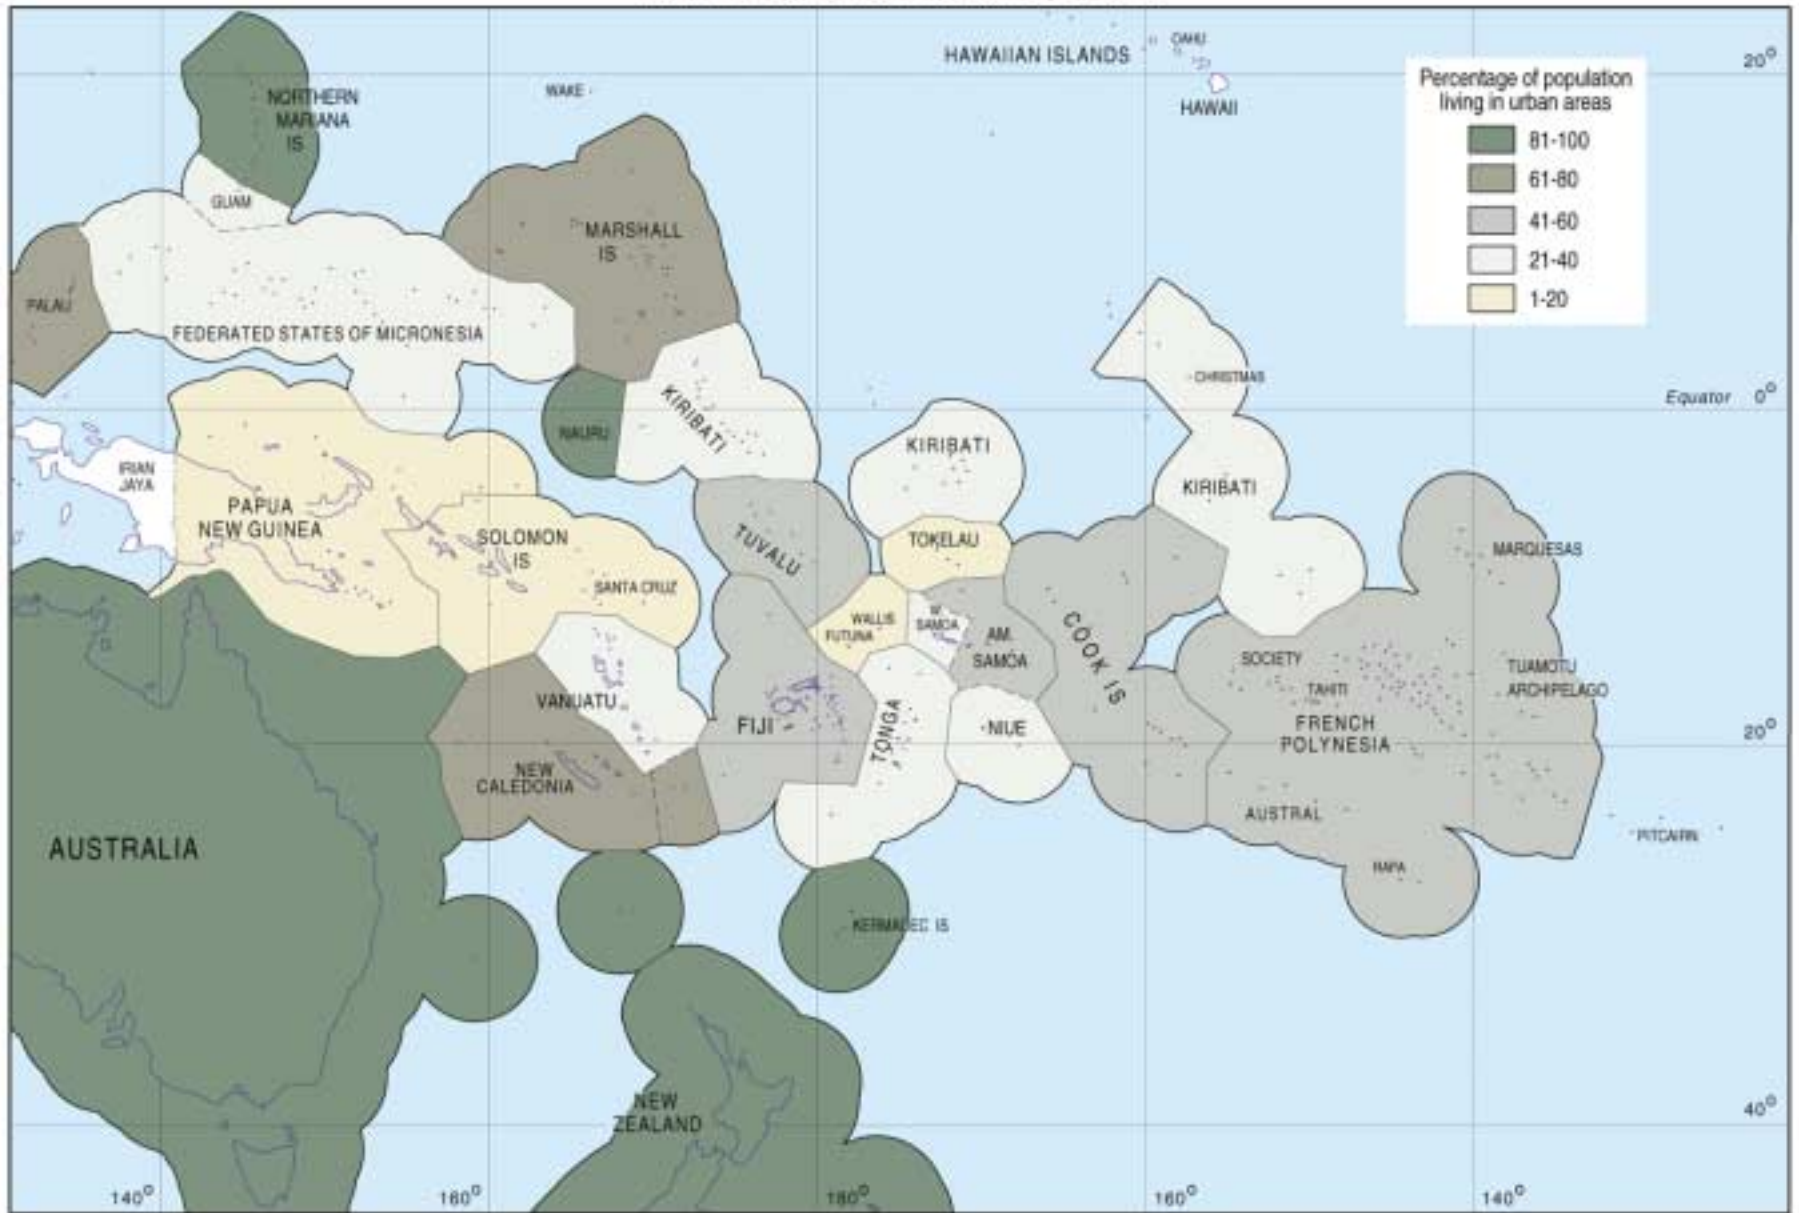 HAWAIIAN ISLANDS
OAHU
HAWAII
20°
Percentage of population
living in urban areas
81-100
61-80
41-60
21-40
1-20
NORTHERN
MARIANA
IS
WAKE
GUAM
MARSHALL
IS
PALAU
FEDERATED STATES OF MICRONESIA
CHRISTMAS
Equator 0°
NAURU
KIRIBATI
KIRIBATI
KIRIBATI
IRIAN
JAYA
PAPUA
NEW GUINEA
SOLOMON
IS
SANTA CRUZ
TUVALU
TOKELAU
MARQUESAS
WALLIS
FUTUNA
W.
SAMOA
AM.
SAMOA
COOK IS
SOCIETY
TAHITI
TUAMOTU
ARCHIPELAGO
VANUATU
FIJI
TONGA
NIUE
FRENCH
POLYNESIA
20°
NEW
CALEDONIA
AUSTRAL
PITCAIRN
AUSTRALIA
RAPA
KERMADEC IS
NEW
ZEALAND
40°
140°
160°
180°
160°
140°